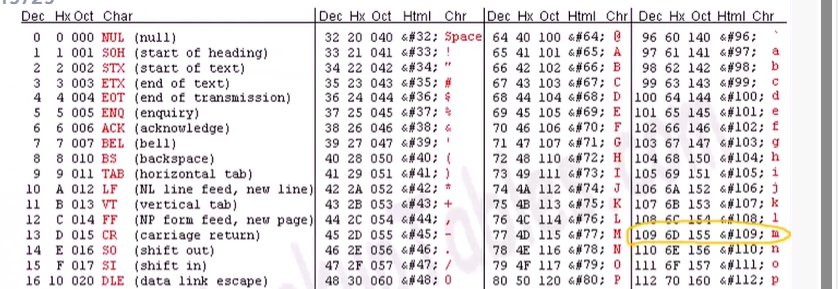 Dec Hx Oct Char Dec Hx Oct Html Chr Dec Hx Oct Html Chr Dec Hx Oct Html Chr
0 0 000 NUL (null) 32 20 040 &#32; Space 64 40 100 &#64; @ 96 60 140 &#96; `
1 1 001 SOH (start of heading) 33 21 041 &#33; ! 65 41 101 &#65; A 97 61 141 &#97; a
2 2 002 STX (start of text) 34 22 042 &#34; " 66 42 102 &#66; B 98 62 142 &#98; b
3 3 003 ETX (end of text) 35 23 043 &#35; # 67 43 103 &#67; C 99 63 143 &#99; c
4 4 004 EOT (end of transmission) 36 24 044 &#36; $ 68 44 104 &#68; D 100 64 144 &#100; d
5 5 005 ENQ (enquiry) 37 25 045 &#37; % 69 45 105 &#69; E 101 65 145 &#101; e
6 6 006 ACK (acknowledge) 38 26 046 &#38; & 70 46 106 &#70; F 102 66 146 &#102; f
7 7 007 BEL (bell) 39 27 047 &#39; ' 71 47 107 &#71; G 103 67 147 &#103; g
8 8 010 BS (backspace) 40 28 050 &#40; ( 72 48 110 &#72; H 104 68 150 &#104; h
9 9 011 TAB (horizontal tab) 41 29 051 &#41; ) 73 49 111 &#73; I 105 69 151 &#105; i
10 A 012 LF (NL line feed, new line) 42 2A 052 &#42; * 74 4A 112 &#74; J 106 6A 152 &#106; j
11 B 013 VT (vertical tab) 43 2B 053 &#43; + 75 4B 113 &#75; K 107 6B 153 &#107; k
12 C 014 FF (NP form feed, new page) 44 2C 054 &#44; , 76 4C 114 &#76; L 108 6C 154 &#108; l
13 D 015 CR (carriage return) 45 2D 055 &#45; - 77 4D 115 &#77; M 109 6D 155 &#109; m
14 E 016 SO (shift out) 46 2E 056 &#46; . 78 4E 116 &#78; N 110 6E 156 &#110; n
15 F 017 SI (shift in) 47 2F 057 &#47; / 79 4F 117 &#79; O 111 6F 157 &#111; o
16 10 020 DLE (data link escape) 48 30 060 &#48; 0 80 50 120 &#80; P 112 70 160 &#112; p